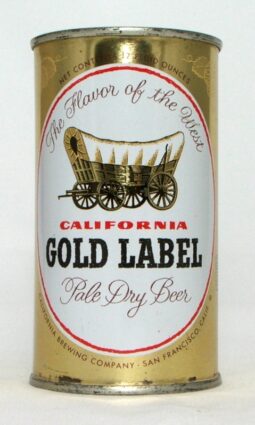 NET CONTENTS OUNCES
The Flavor of the West
CALIFORNIA
GOLD LABEL
Pale Dry Beer
CALIFORNIA BREWING COMPANY - SAN FRANCISCO, CALIF.